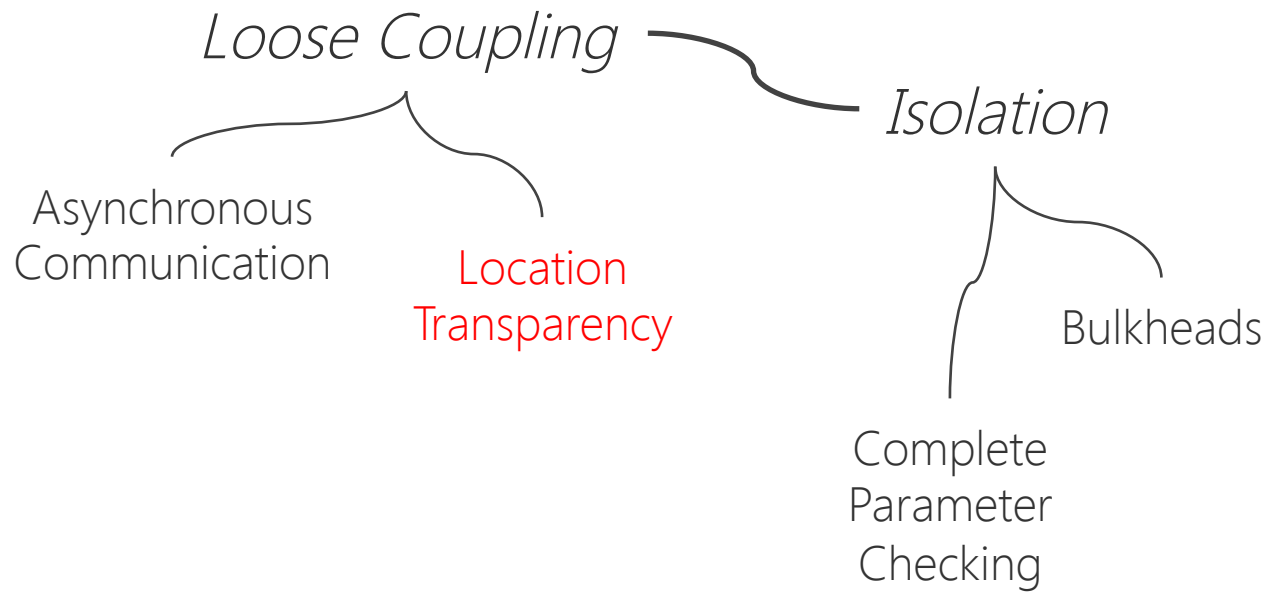 Loose Coupling
Isolation
Asynchronous
Communication
Location
Transparency
Bulkheads
Complete
Parameter
Checking